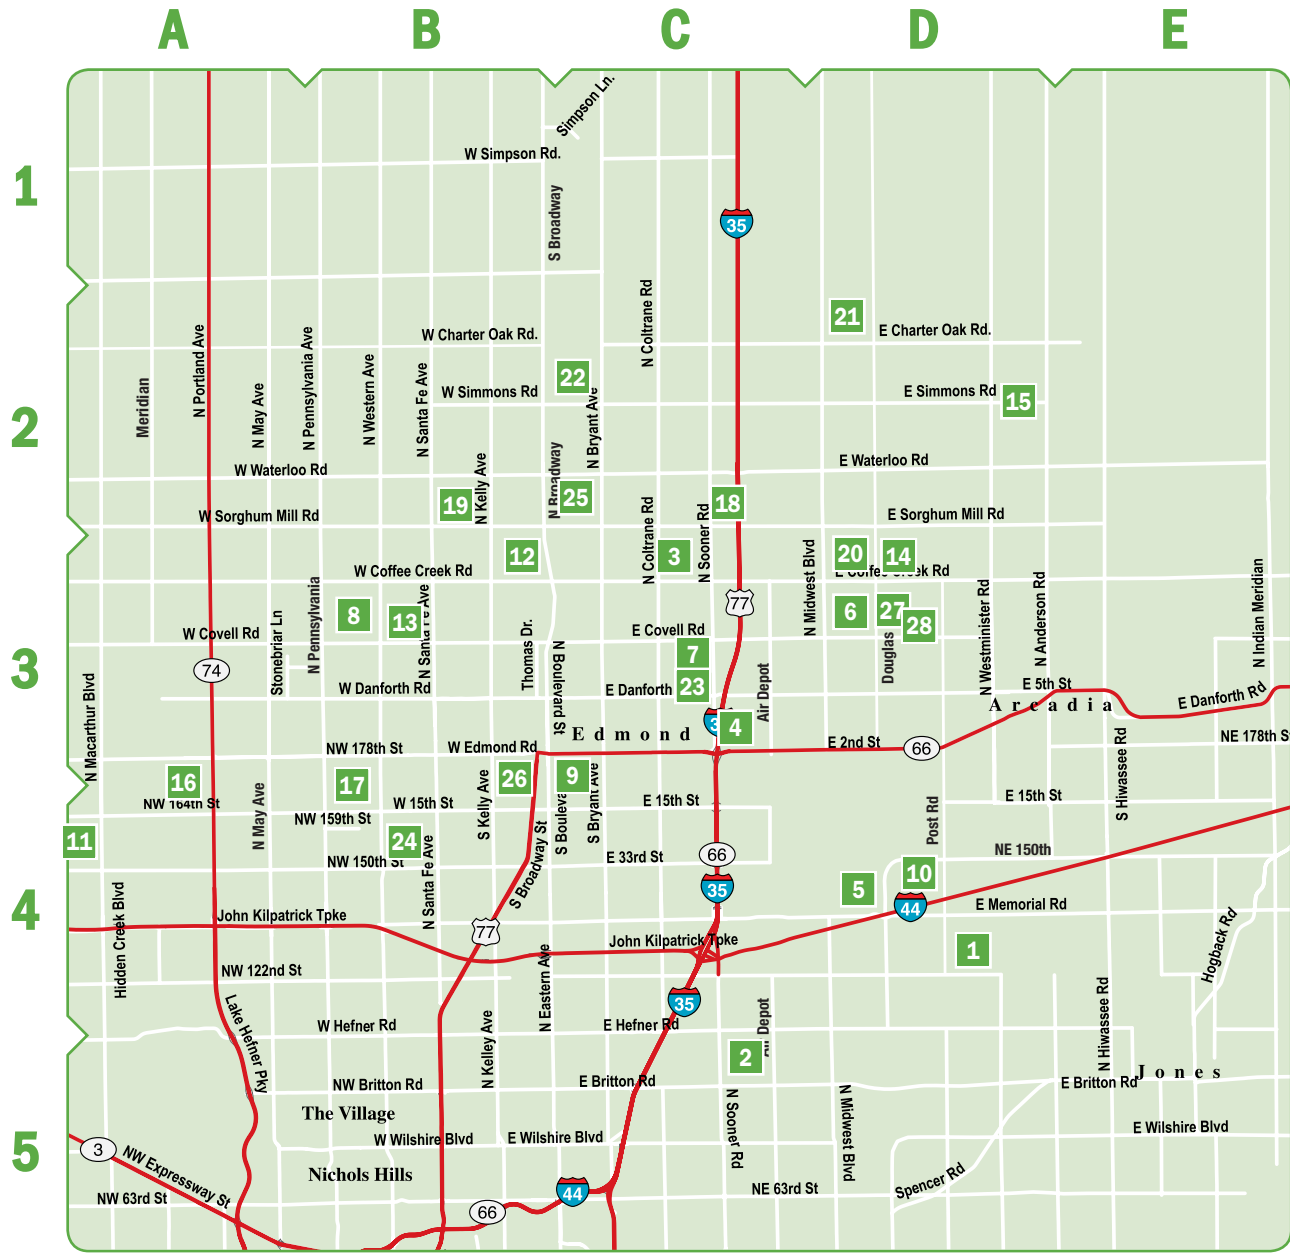 A B C D E
1
Simpson Ln.
W Simpson Rd.
S Broadway
35
N Coltrane Rd
21
E Charter Oak Rd.
W Charter Oak Rd.
N Portland Ave
N Pennsylvania Ave
N Western Ave
N Santa Fe Ave
Meridian
N May Ave
22
W Simmons Rd
N Bryant Ave
E Simmons Rd
15
2
W Waterloo Rd
E Waterloo Rd
N Kelly Ave
N Broadway
19
25
18
N Coltrane Rd
N Sooner Rd
W Sorghum Mill Rd
E Sorghum Mill Rd
12
3
20
14
N Midwest Blvd
W Coffee Creek Rd
E Coffee Creek Rd
N Pennsylvania
Stonebriar Ln
8
13
N Santa Fe Ave
77
6
27
28
Douglas
N Westminister Rd
N Anderson Rd
N Indian Meridian
W Covell Rd
E Covell Rd
Thomas Dr.
N Boulevard St
7
3
74
N Macarthur Blvd
W Danforth Rd
E Danforth
23
Air Depot
E 5th St
Arcadia
E Danforth Rd
4
Edmond
NW 178th St
W Edmond Rd
E 2nd St
66
NE 178th St
S Hiwassee Rd
16
17
26
9
NW 164th St
N May Ave
W 15th St
S Kelly Ave
S Bryant Ave
E 15th St
E 15th St
NW 159th St
Post Rd
11
24
NW 150th St
S Broadway St
E 33rd St
66
NE 150th
N Santa Fe Ave
35
5
10
44
4
Hidden Creek Blvd
John Kilpatrick Tpke
77
E Memorial Rd
John Kilpatrick Tpke
1
Hogback Rd
NW 122nd St
N Eastern Ave
35
Lake Hefner Pky
W Hefner Rd
N Kelley Ave
E Hefner Rd
Air Depot
2
N Hiwassee Rd
Jones
NW Britton Rd
E Britton Rd
E Britton Rd
The Village
N Sooner Rd
N Midwest Blvd
W Wilshire Blvd
E Wilshire Blvd
E Wilshire Blvd
5
3
NW Expressway St
Nichols Hills
NW 63rd St
44
NE 63rd St
Spencer Rd
66